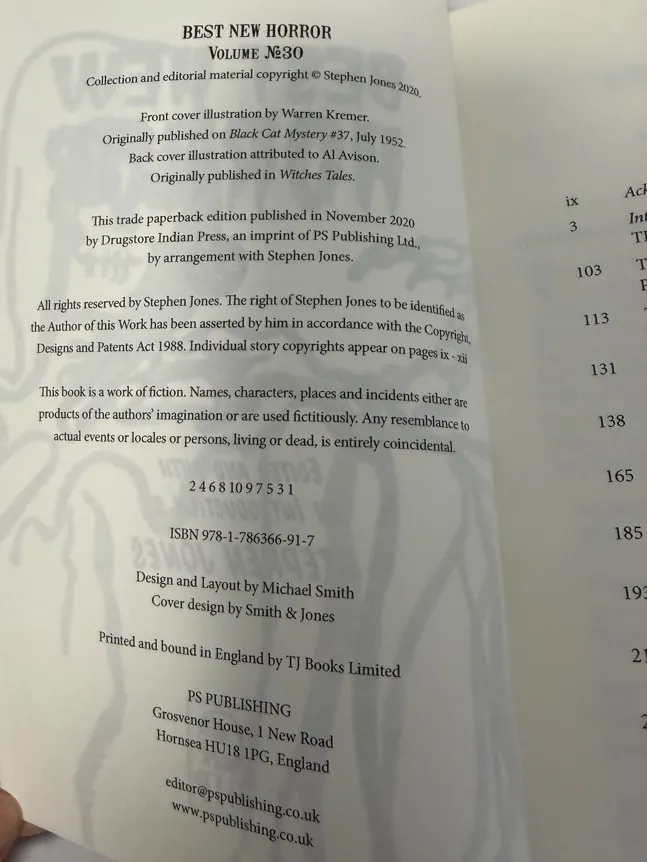 BEST NEW HORROR
VOLUME №30
Collection and editorial material copyright © Stephen Jones 2020.
Front cover illustration by Warren Kremer.
Originally published on Black Cat Mystery #37, July 1952.
Back cover illustration attributed to Al Avison.
Originally published in Witches Tales.
This trade paperback edition published in November 2020
by Drugstore Indian Press, an imprint of PS Publishing Ltd.,
by arrangement with Stephen Jones.
All rights reserved by Stephen Jones. The right of Stephen Jones to be identified as
the Author of this Work has been asserted by him in accordance with the Copyright,
Designs and Patents Act 1988. Individual story copyrights appear on pages ix - xii
This book is a work of fiction. Names, characters, places and incidents either are
products of the authors' imagination or are used fictitiously. Any resemblance to
actual events or locales or persons, living or dead, is entirely coincidental.
2 4 6 8 10 9 7 5 3 1
ISBN 978-1-786366-91-7
Design and Layout by Michael Smith
Cover design by Smith & Jones
Printed and bound in England by TJ Books Limited
PS PUBLISHING
Grosvenor House, 1 New Road
Hornsea HU18 1PG, England
editor@pspublishing.co.uk
www.pspublishing.co.uk
ix
3
103
113
131
138
165
185
193